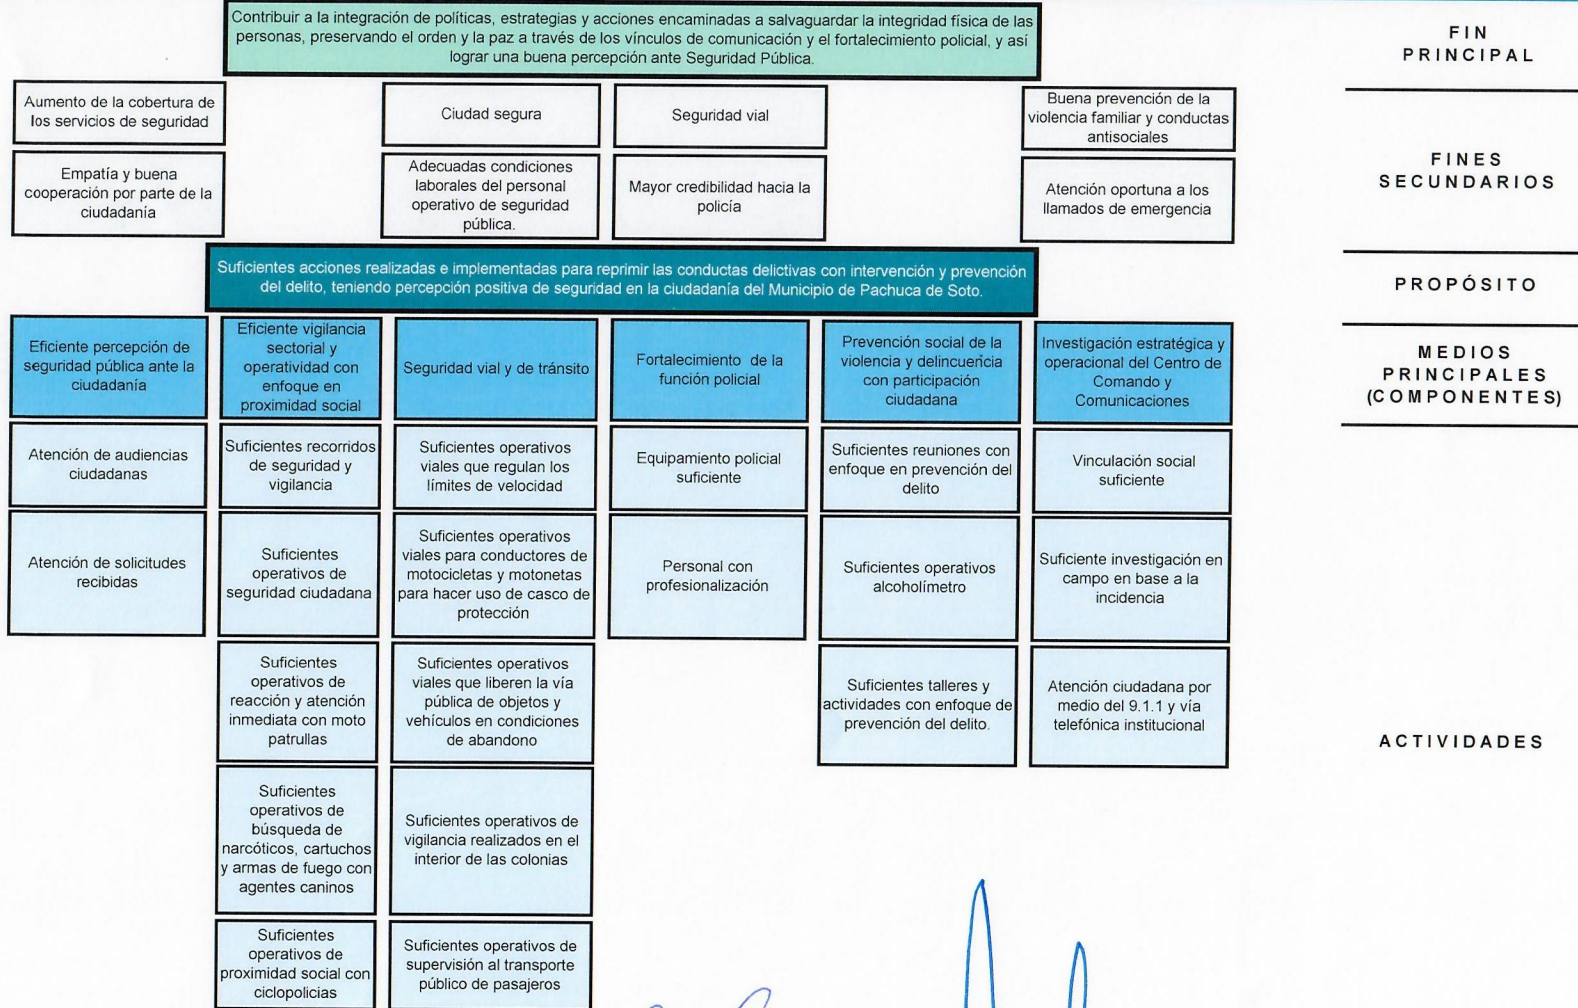 Contribuir a la integración de políticas, estrategias y acciones encaminadas a salvaguardar la integridad física de las
personas, preservando el orden y la paz a través de los vínculos de comunicación y el fortalecimiento policial, y así
lograr una buena percepción ante Seguridad Pública.
FIN
PRINCIPAL
Aumento de la cobertura de
los servicios de seguridad
Ciudad segura
Seguridad vial
Buena prevención de la
violencia familiar y conductas
antisociales
Empatía y buena
cooperación por parte de la
ciudadanía
Adecuadas condiciones
laborales del personal
operativo de seguridad
pública.
Mayor credibilidad hacia la
policía
Atención oportuna a los
llamados de emergencia
FINES
SECUNDARIOS
Suficientes acciones realizadas e implementadas para reprimir las conductas delictivas con intervención y prevención
del delito, teniendo percepción positiva de seguridad en la ciudadanía del Municipio de Pachuca de Soto.
PROPÓSITO
Eficiente percepción de
seguridad pública ante la
ciudadanía
Eficiente vigilancia
sectorial y
operatividad con
enfoque en
proximidad social
Seguridad vial y de tránsito
Fortalecimiento de la
función policial
Prevención social de la
violencia y delincuencia
con participación
ciudadana
Investigación estratégica y
operacional del Centro de
Comando y
Comunicaciones
MEDIOS
PRINCIPALES
(COMPONENTES)
Atención de audiencias
ciudadanas
Suficientes recorridos
de seguridad y
vigilancia
Suficientes operativos
viales que regulan los
límites de velocidad
Equipamiento policial
suficiente
Suficientes reuniones con
enfoque en prevención del
delito
Vinculación social
suficiente
Atención de solicitudes
recibidas
Suficientes
operativos de
seguridad ciudadana
Suficientes operativos
viales para conductores de
motocicletas y motonetas
para hacer uso de casco de
protección
Personal con
profesionalización
Suficientes operativos
alcoholímetro
Suficiente investigación en
campo en base a la
incidencia
Suficientes
operativos de
reacción y atención
inmediata con moto
patrullas
Suficientes operativos
viales que liberen la vía
pública de objetos y
vehículos en condiciones
de abandono
Suficientes talleres y
actividades con enfoque de
prevención del delito.
Atención ciudadana por
medio del 9.1.1 y vía
telefónica institucional
ACTIVIDADES
Suficientes
operativos de
búsqueda de
narcóticos, cartuchos
y armas de fuego con
agentes caninos
Suficientes operativos de
vigilancia realizados en el
interior de las colonias
Suficientes
operativos de
proximidad social con
ciclopolicias
Suficientes operativos de
supervisión al transporte
público de pasajeros